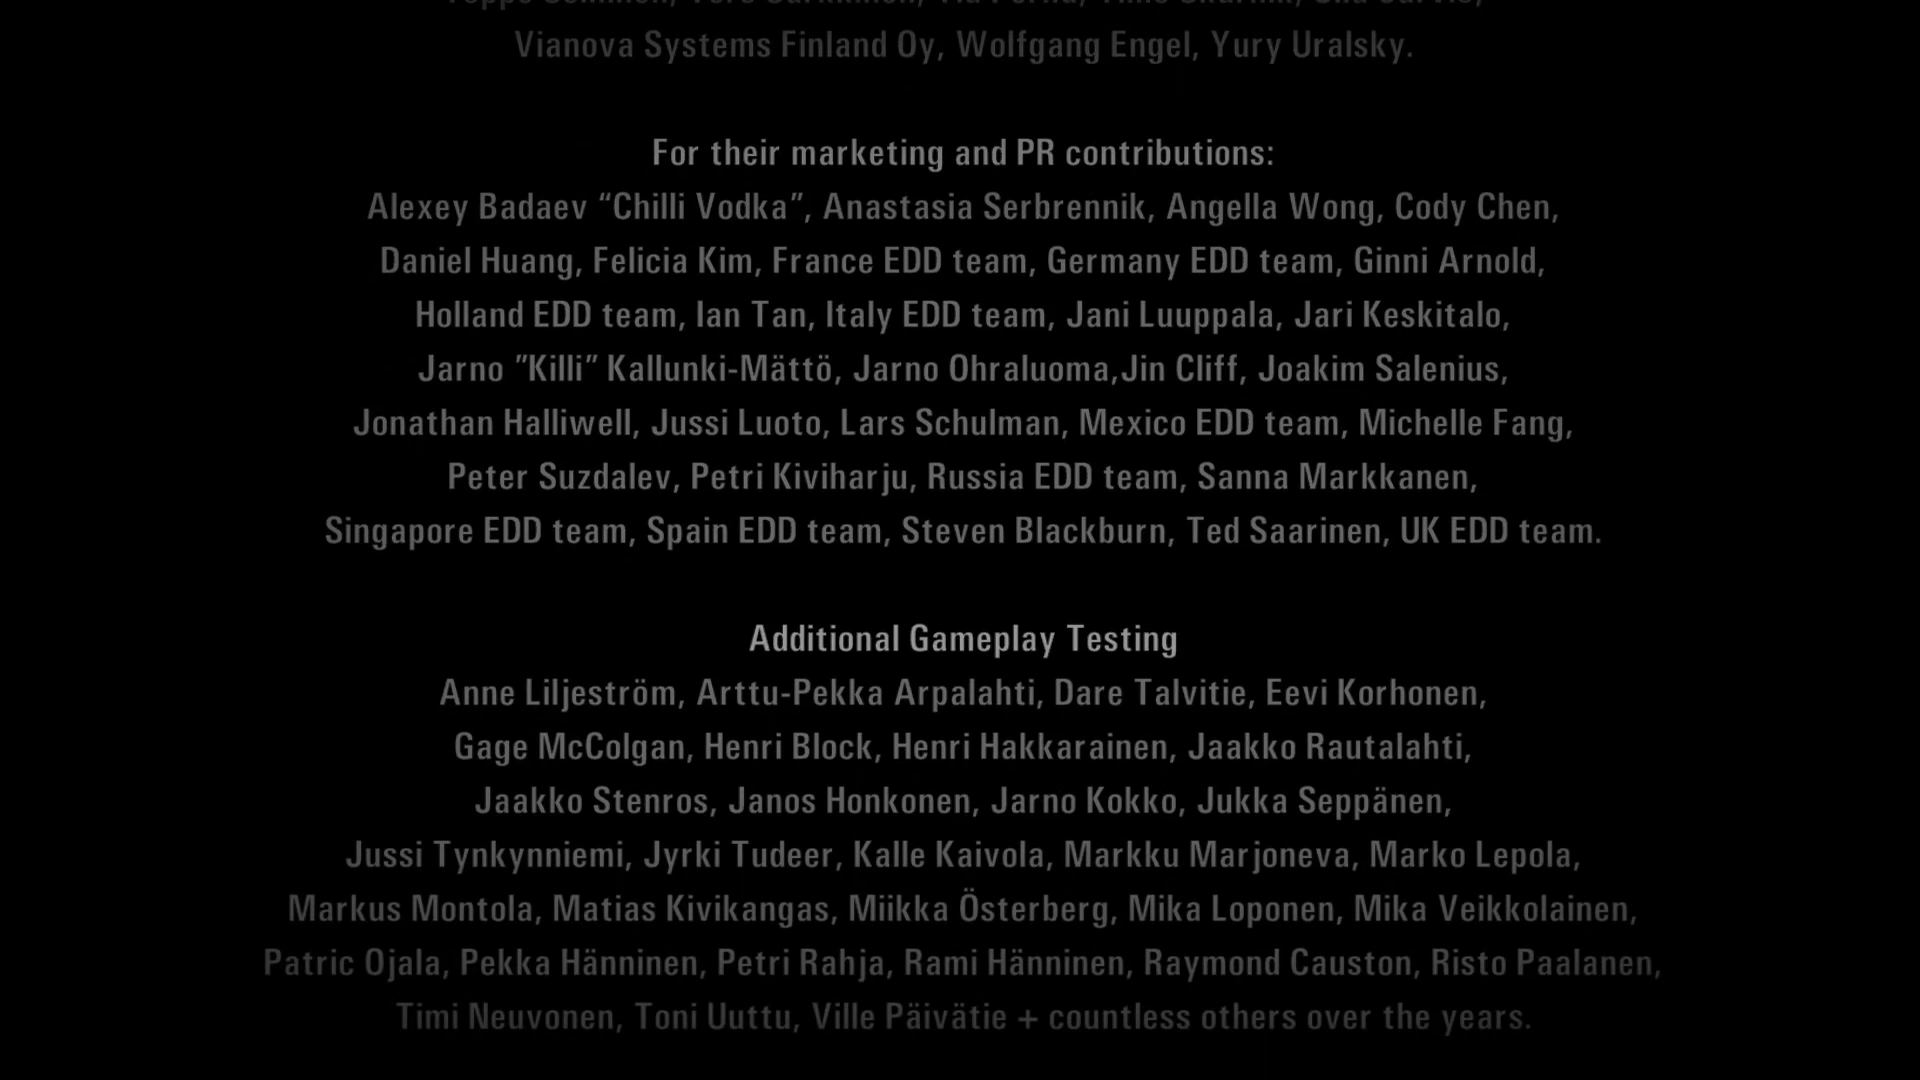 Vianova Systems Finland Oy, Wolfgang Engel, Yury Uralsky.
For their marketing and PR contributions:
Alexey Badaev “Chilli Vodka”, Anastasia Serbrennik, Angella Wong, Cody Chen,
Daniel Huang, Felicia Kim, France EDD team, Germany EDD team, Ginni Arnold,
Holland EDD team, Ian Tan, Italy EDD team, Jani Luuppala, Jari Keskitalo,
Jarno ”Killi” Kallunki-Mättö, Jarno Ohraluoma,Jin Cliff, Joakim Salenius,
Jonathan Halliwell, Jussi Luoto, Lars Schulman, Mexico EDD team, Michelle Fang,
Peter Suzdalev, Petri Kiviharju, Russia EDD team, Sanna Markkanen,
Singapore EDD team, Spain EDD team, Steven Blackburn, Ted Saarinen, UK EDD team.
Additional Gameplay Testing
Anne Liljeström, Arttu-Pekka Arpalahti, Dare Talvitie, Eevi Korhonen,
Gage McColgan, Henri Block, Henri Hakkarainen, Jaakko Rautalahti,
Jaakko Stenros, Janos Honkonen, Jarno Kokko, Jukka Seppänen,
Jussi Tynkynniemi, Jyrki Tudeer, Kalle Kaivola, Markku Marjoneva, Marko Lepola,
Markus Montola, Matias Kivikangas, Miikka Österberg, Mika Loponen, Mika Veikkolainen,
Patric Ojala, Pekka Hänninen, Petri Rahja, Rami Hänninen, Raymond Causton, Risto Paalanen,
Timi Neuvonen, Toni Uuttu, Ville Päivätie + countless others over the years.